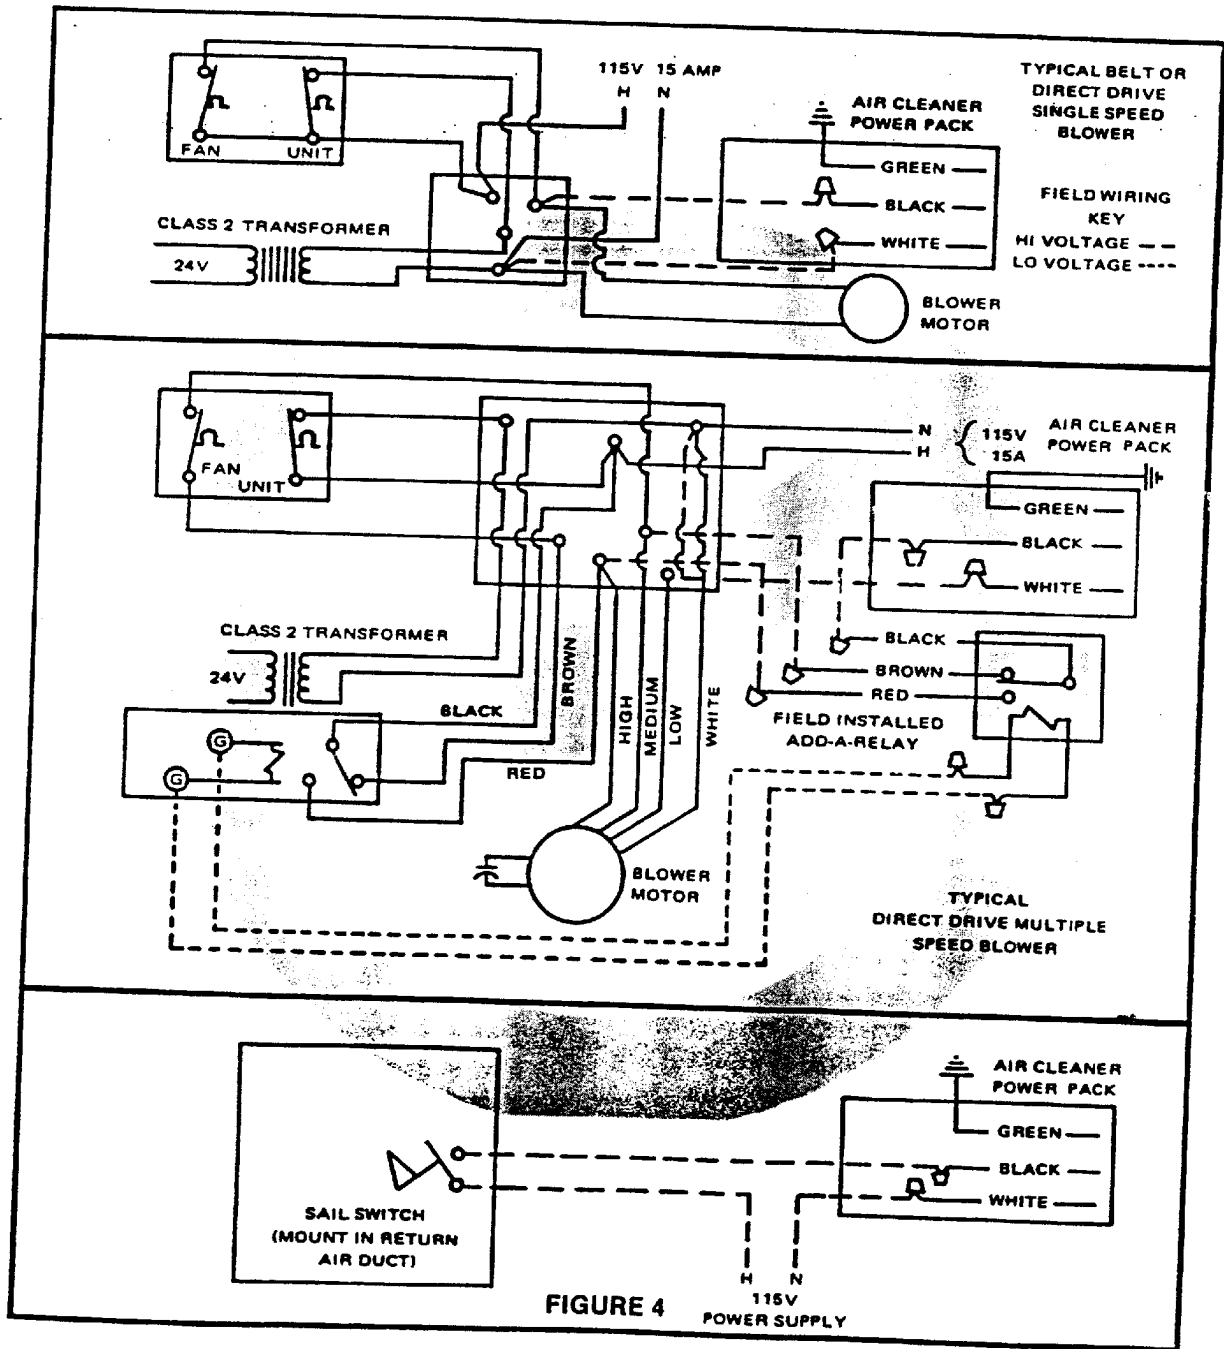 115V 15 AMP
H N
TYPICAL BELT OR
DIRECT DRIVE
SINGLE SPEED
BLOWER
AIR CLEANER
POWER PACK
GREEN
BLACK
WHITE
FIELD WIRING
KEY
HI VOLTAGE
LO VOLTAGE
FAN
UNIT
CLASS 2 TRANSFORMER
24V
BLOWER
MOTOR
FAN
UNIT
N
H
115V
15A
AIR CLEANER
POWER PACK
GREEN
BLACK
WHITE
CLASS 2 TRANSFORMER
24V
BLACK
BROWN
RED
HIGH
MEDIUM
LOW
WHITE
BLACK
BROWN
RED
FIELD INSTALLED
ADD-A-RELAY
G
G
BLOWER
MOTOR
TYPICAL
DIRECT DRIVE MULTIPLE
SPEED BLOWER
AIR CLEANER
POWER PACK
GREEN
BLACK
WHITE
SAIL SWITCH
(MOUNT IN RETURN
AIR DUCT)
H N
115V
POWER SUPPLY
FIGURE 4